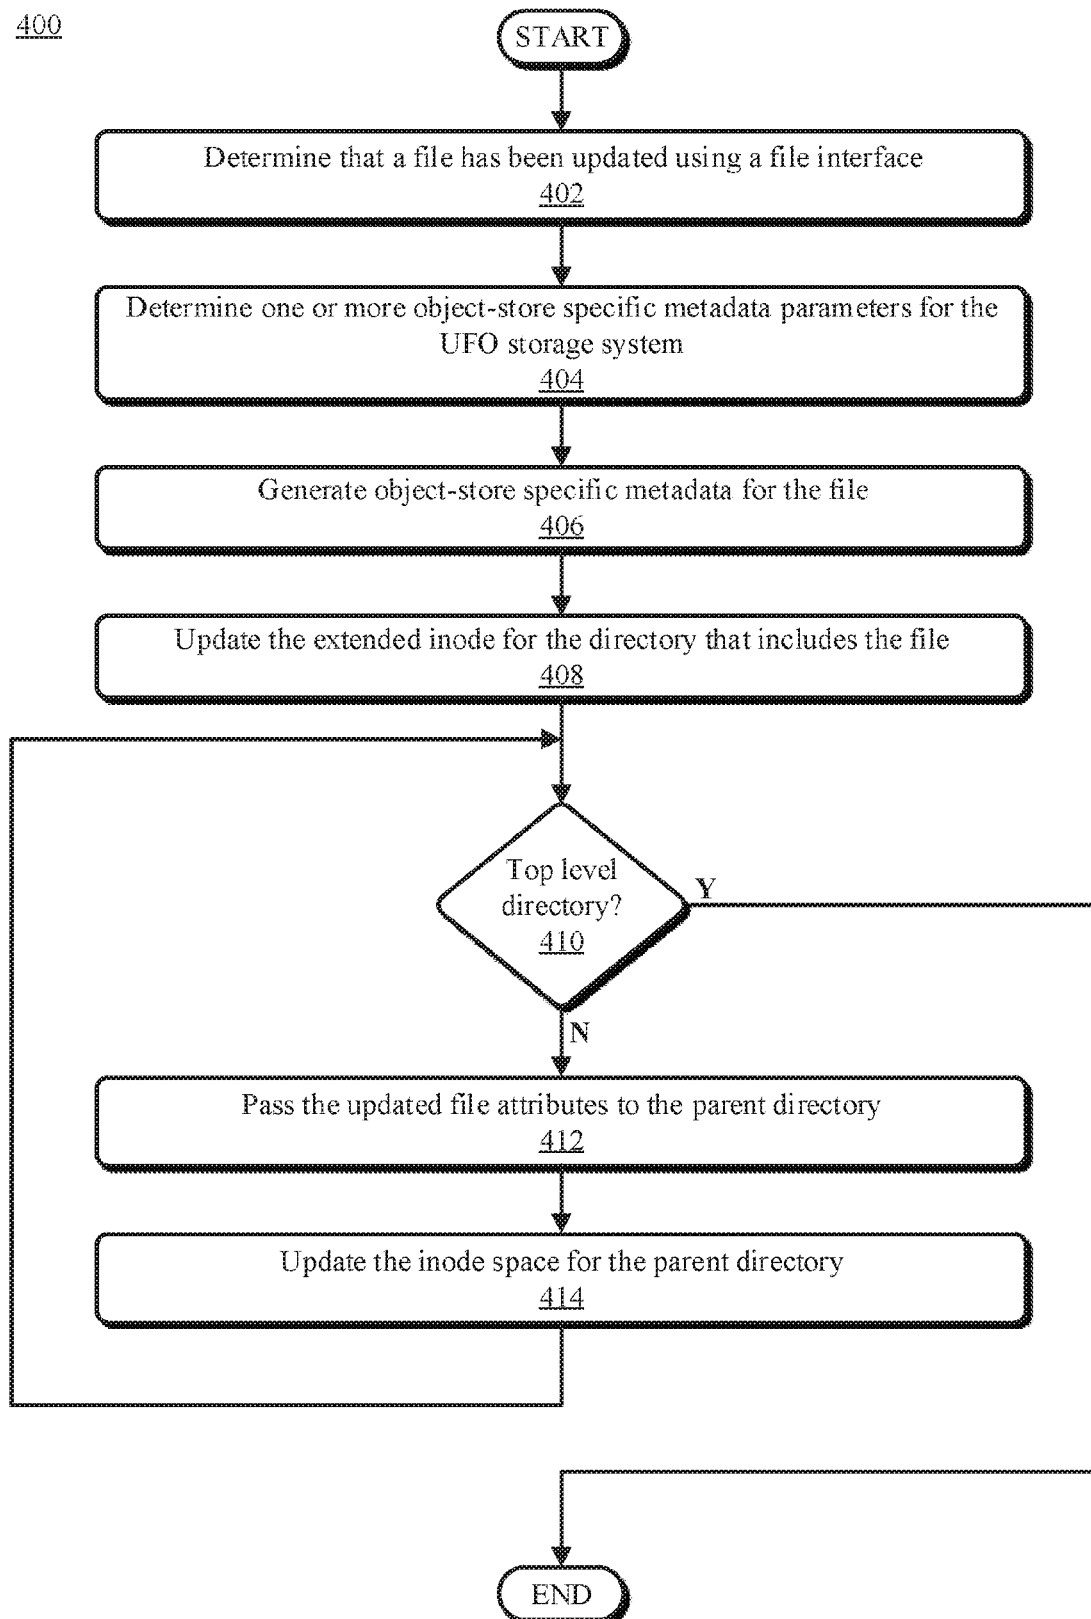 400
START
Determine that a file has been updated using a file interface
402
Determine one or more object-store specific metadata parameters for the
UFO storage system
404
Generate object-store specific metadata for the file
406
Update the extended inode for the directory that includes the file
408
Top level
directory?
410
Y
N
Pass the updated file attributes to the parent directory
412
Update the inode space for the parent directory
414
END